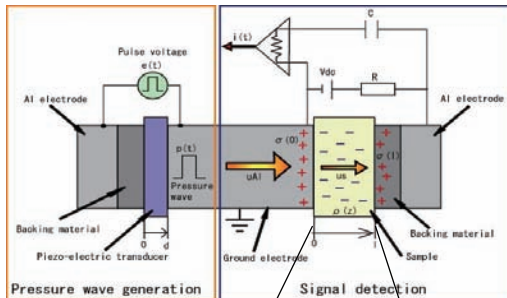 C
i(t)
Pulse voltage
e(t)
Vdc
R
Al electrode
Al electrode
σ(0)
p(t)
σ(l)
Pressure
wave
uAl
us
ρ(z)
Backing material
0
d
0
l
Backing material
Piezo-electric transducer
Ground electrode
Sample
Pressure wave generation
Signal detection